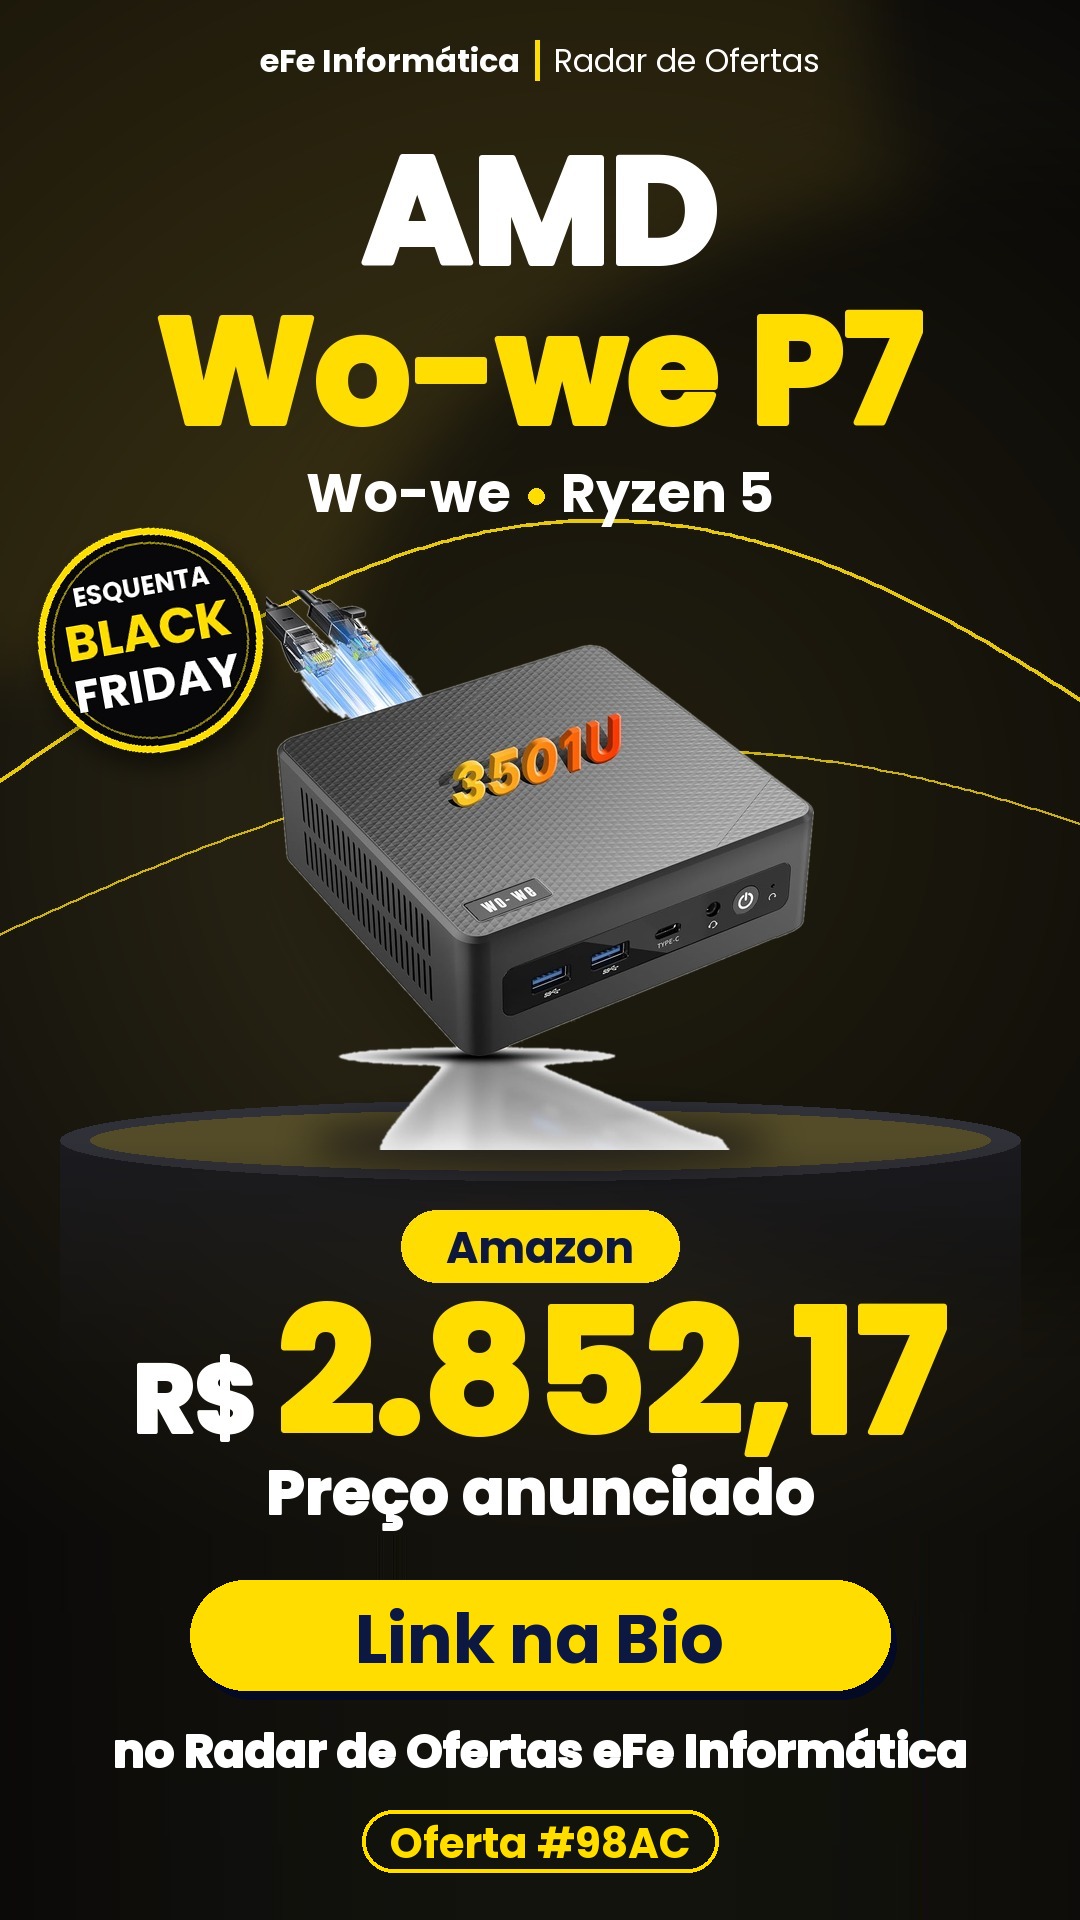 eFe Informática | Radar de Ofertas
AMD
Wo-we P7
Wo-we • Ryzen 5
ESQUENTA
BLACK
FRIDAY
3501U
WO-WE
TYPE-C
Amazon
R$ 2.852,17
Preço anunciado
Link na Bio
no Radar de Ofertas eFe Informática
Oferta #98AC